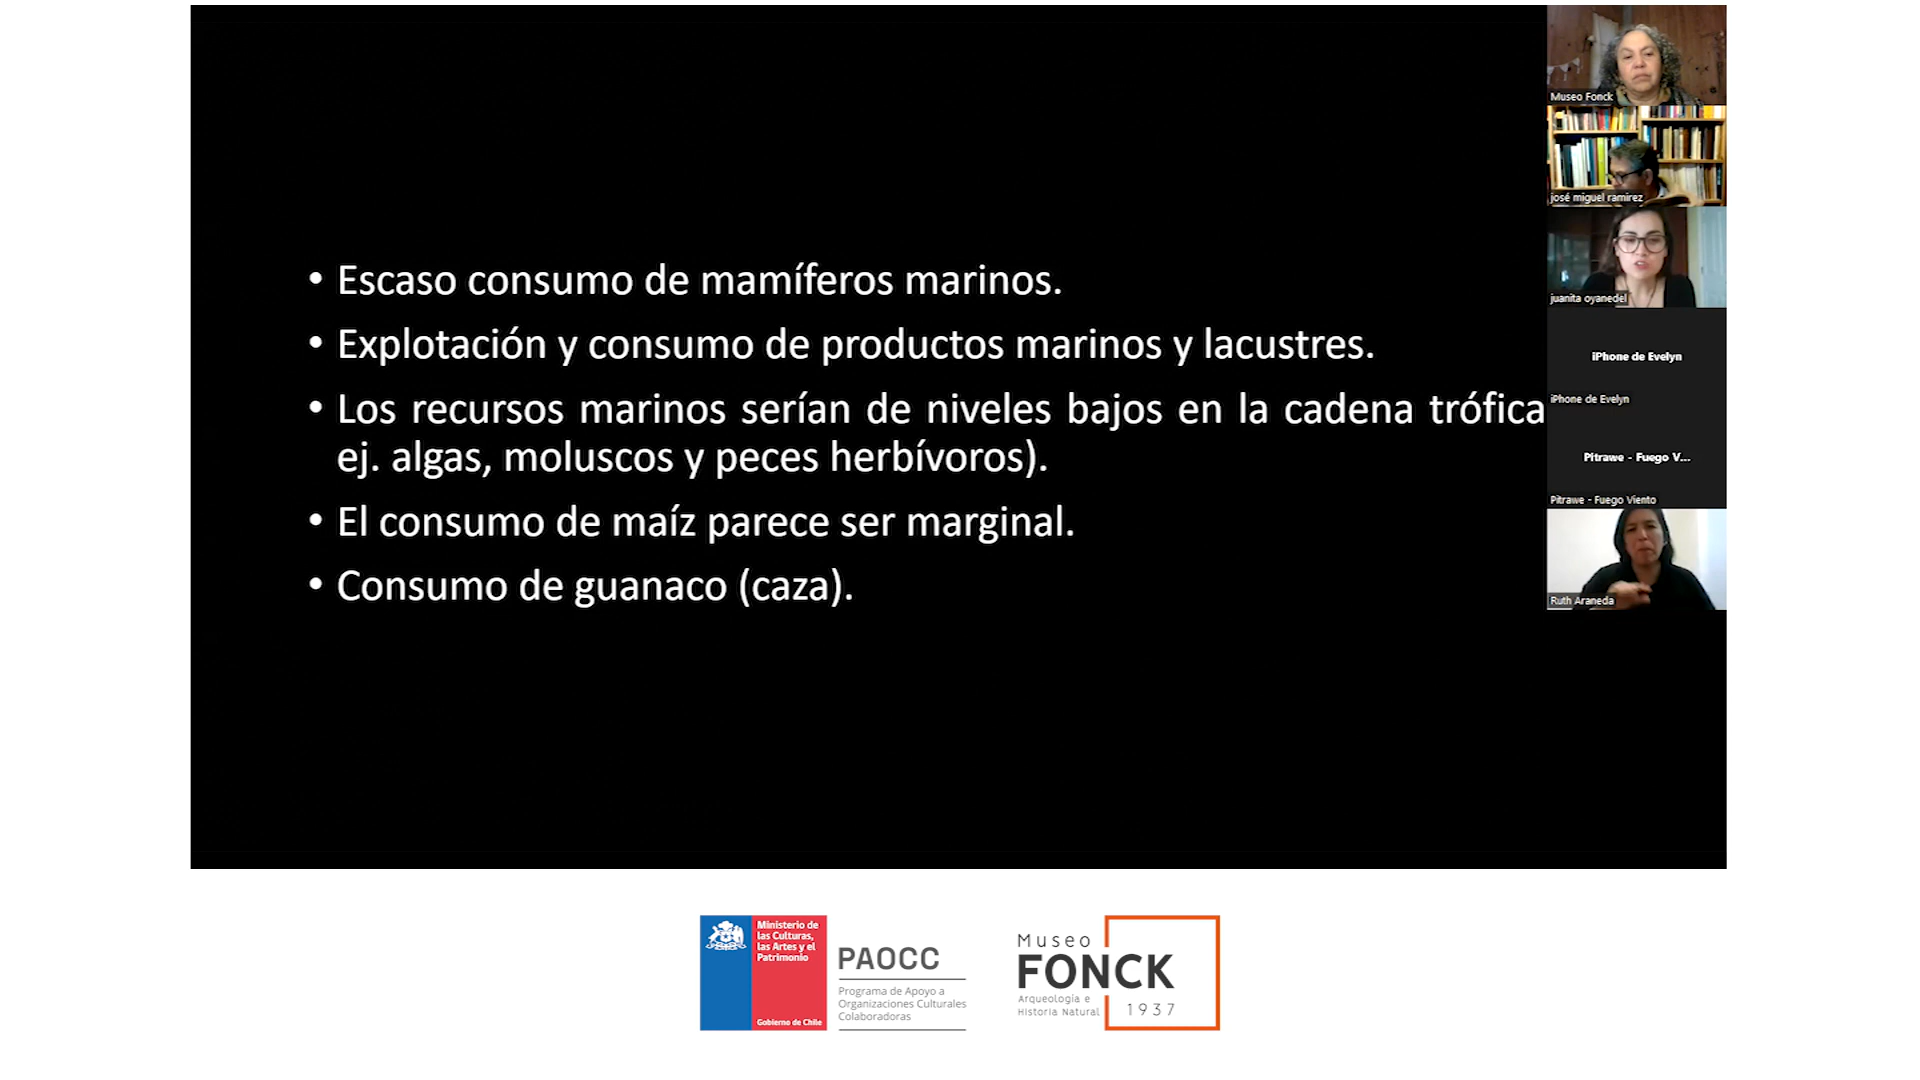 • Escaso consumo de mamíferos marinos.
• Explotación y consumo de productos marinos y lacustres.
• Los recursos marinos serían de niveles bajos en la cadena trófica
ej. algas, moluscos y peces herbívoros).
• El consumo de maíz parece ser marginal.
• Consumo de guanaco (caza).
Museo Fonck
josé miguel ramirez
juanita oyanedel
iPhone de Evelyn
iPhone de Evelyn
Pitrawe - Fuego V...
Pitrawe - Fuego Viento
Ruth Araneda
Ministerio de
las Culturas,
las Artes y el
Patrimonio
Gobierno de Chile
PAOCC
Programa de Apoyo a
Organizaciones Culturales
Colaboradoras
Museo
FONCK
Arqueología e
Historia Natural
1937